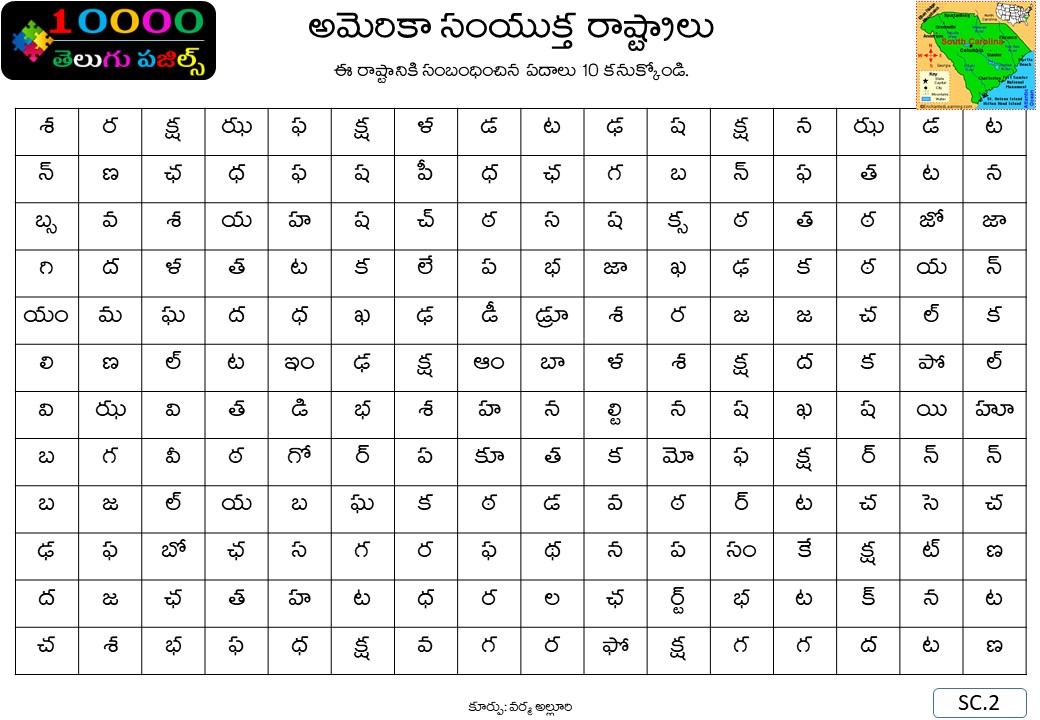 10000
తెలుగు పజిల్స్
అమెరికా సంయుక్త రాష్ట్రాలు
ఈ రాష్టానికి సంబంధించిన పదాలు 10 కనుక్కోండి.
South Carolina
శ ర క్ష ఝ ఫ క్ష ళ డ ట ఢ ష క్ష న ఝ డ ట
న్ ణ ఛ ధ ఫ ష పీ ధ ఛ గ బ న్ ఫ త ట న
బ్స వ శ య హ ష చ్ ఠ స ష క్స ఠ త ఠ జో జా
గి ద ళ త ట క లే ప భ జా ఖ ఢ క ఠ య న్
యం మ ఘ ద ధ ఖ ఢ డీ డ్రూ శ ర జ జ చ ల్ క
లి ణ ల్ ట ఇం ఢ క్ష ఆం బా ళ శ క్ష ద క పో ల్
వి ఝ వి త డి భ శ హ న ల్టి న ష ఖ ష యి హూ
బ గ వీ ఠ గో ర్ ప కూ త క మో ఫ క్ష ర్ న్ న్
బ జ ల్ య బ ఘ క ఠ డ వ ఠ ర్ ట చ సె చ
ఢ ఫ బో ఛ స గ ర ఫ థ న ప సం కే క్ష ట్ ణ
ద జ ఛ త హ ట ధ ర ల ఛ ర్ట్ భ ట క్ న ట
చ శ భ ఫ ధ క్ష వ గ ర ఫో క్ష గ గ ద ట ణ
కూర్పు: వర్మ అల్లూరి
SC.2